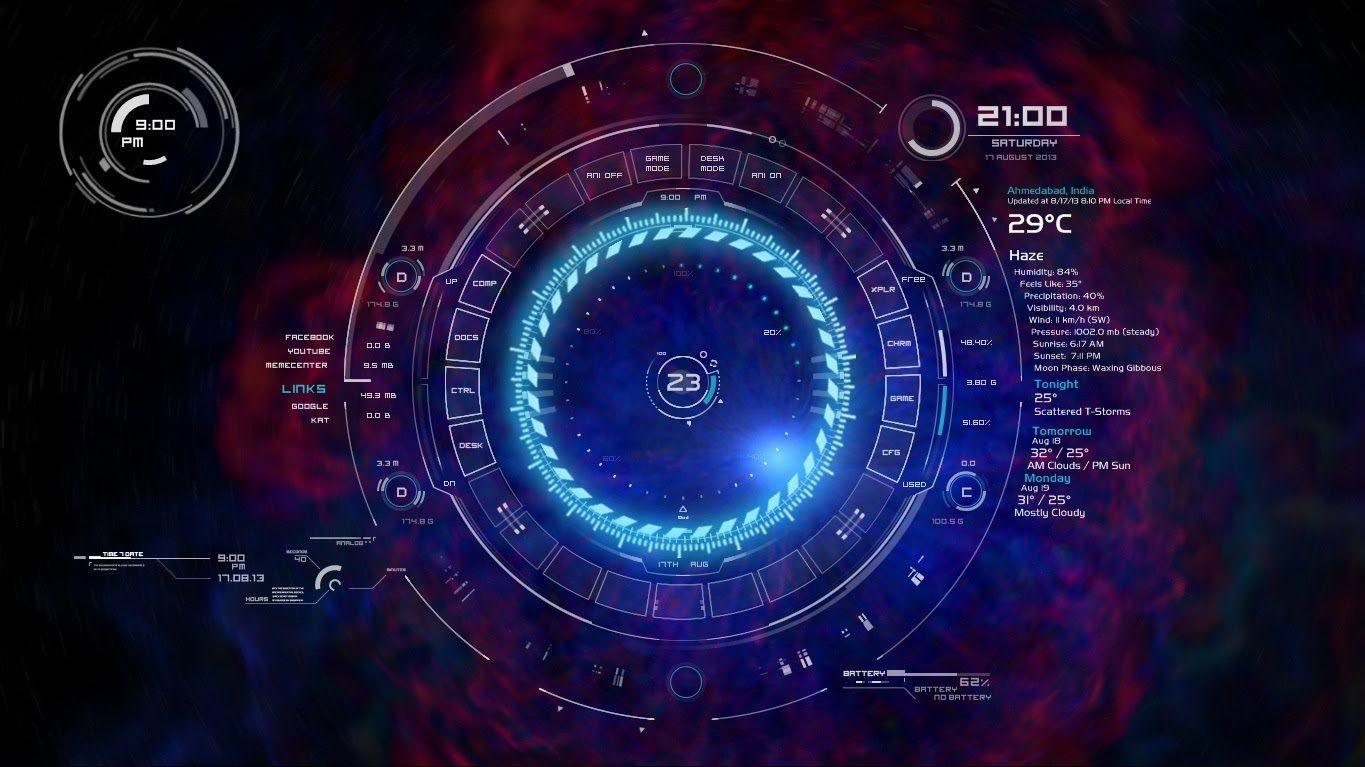 9:00
PM
21:00
SATURDAY
17 AUGUST 2013
GAME
MODE
DESK
MODE
ANI OFF
ANI ON
9:00 PM
Ahmedabad, India
Updated at 8/17/13 8:10 PM Local Time
29°C
Haze
Humidity: 84%
Feels Like: 35°
Precipitation: 40%
Visibility: 4.0 km
Wind: 11 km/h (SW)
Pressure: 1002.0 mb (steady)
Sunrise: 6:17 AM
Sunset: 7:11 PM
Moon Phase: Waxing Gibbous
Tonight
25°
Scattered T-Storms
Tomorrow
Aug 18
32° / 25°
AM Clouds / PM Sun
Monday
Aug 19
31° / 25°
Mostly Cloudy
3.3 M
D
174.8 G
UP
COMP
DOCS
CTRL
DESK
DN
3.3 M
D
174.8 G
FACEBOOK
YOUTUBE
MEMECENTER
LINKS
GOOGLE
KAT
0.0 B
9.5 MB
49.3 MB
0.0 B
100%
20%
40%
60%
80%
100
23
XPLR
FREE
CHRM
GAME
CFG
USED
3.3 M
D
174.8 G
48.40%
3.80 G
51.60%
0.0
C
100.5 G
17TH AUG
TIME ? DATE
9:00
PM
17.08.13
ANALOG
SECONDS
40
MINUTES
HOURS
BATTERY
62%
BATTERY
NO BATTERY